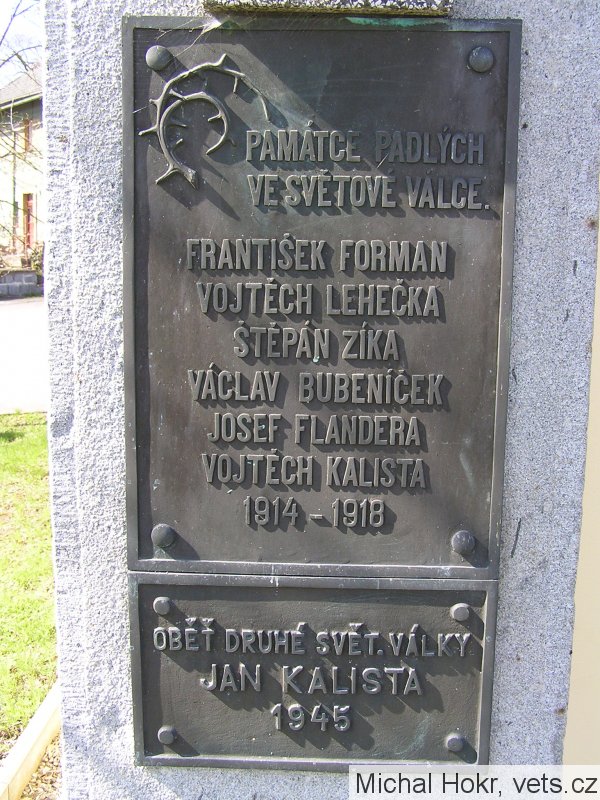 PAMÁTCE PADLÝCH
VE SVĚTOVÉ VÁLCE.
FRANTIŠEK FORMAN
VOJTĚCH LEHEČKA
ŠTĚPÁN ZÍKA
VÁCLAV BUBENÍČEK
JOSEF FLANDERA
VOJTĚCH KALISTA
1914 – 1918
OBĚŤ DRUHÉ SVĚT. VÁLKY
JAN KALISTA
1945
Michal Hokr, vets.cz